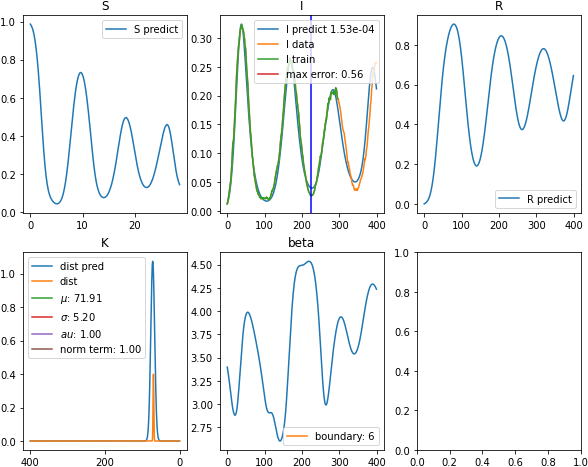 S
I
R
S predict
I predict 1.53e-04
I data
I train
max error: 0.56
R predict
1.0
0.8
0.6
0.4
0.2
0.0
0.30
0.25
0.20
0.15
0.10
0.05
0.00
0.8
0.6
0.4
0.2
0.0
0 10 20
0 100 200 300 400
0 100 200 300 400
K
beta
dist pred
dist
μ: 71.91
σ: 5.20
au: 1.00
norm term: 1.00
boundary: 6
1.0
0.8
0.6
0.4
0.2
0.0
4.50
4.25
4.00
3.75
3.50
3.25
3.00
2.75
1.0
0.8
0.6
0.4
0.2
0.0
400 200 0
0 100 200 300 400
0.0 0.2 0.4 0.6 0.8 1.0